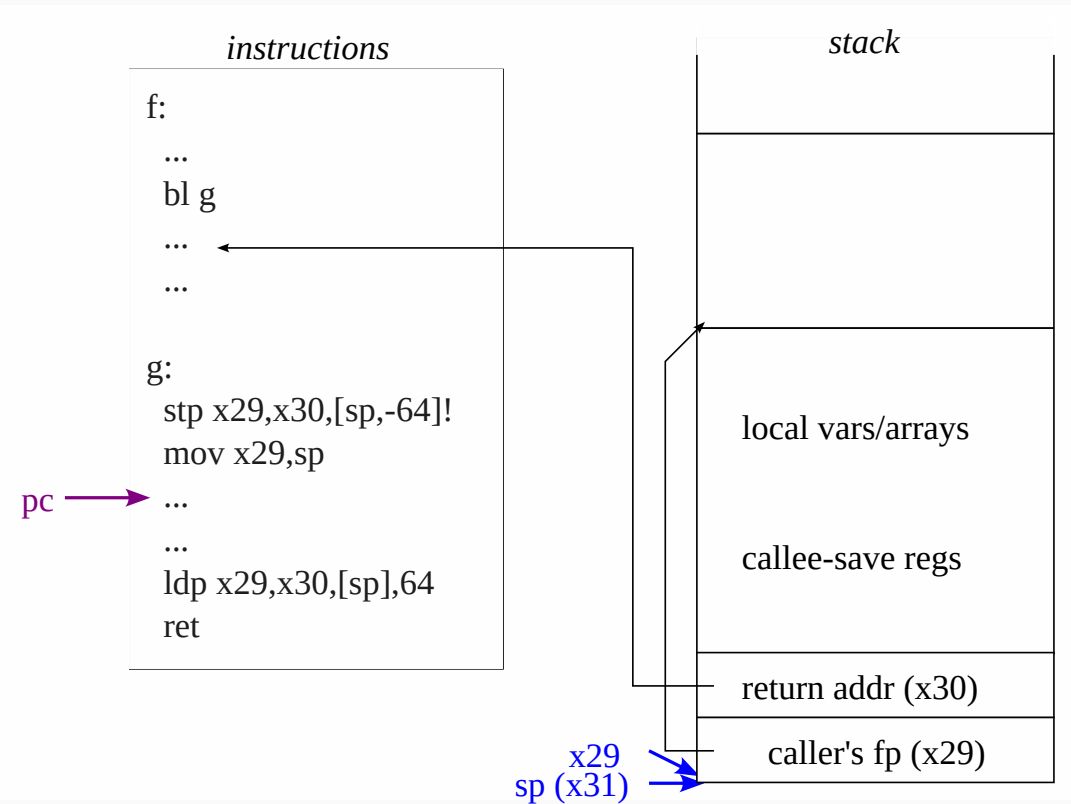 instructions
f:
...
bl g
...
...
g:
stp x29,x30,[sp,-64]!
mov x29,sp
pc
...
...
ldp x29,x30,[sp],64
ret
stack
local vars/arrays
callee-save regs
return addr (x30)
caller's fp (x29)
x29
sp (x31)